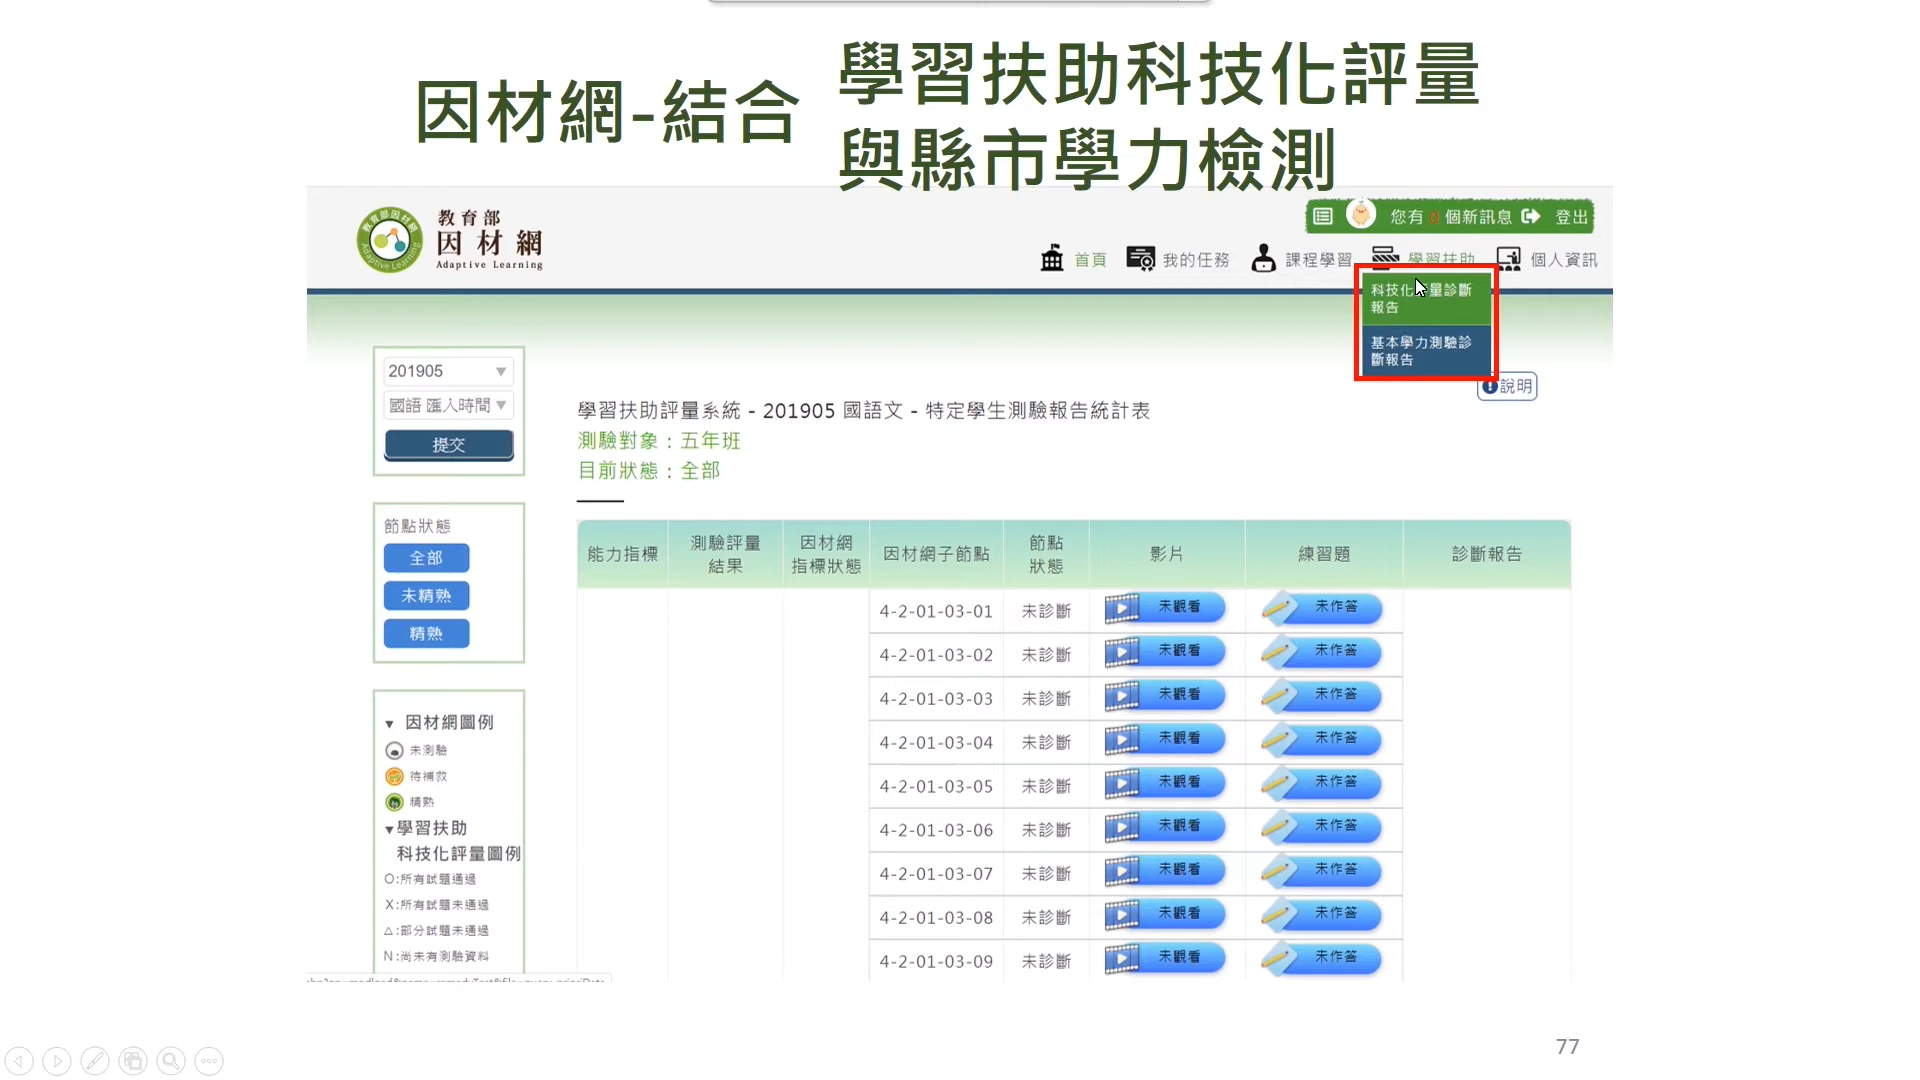 因材網-結合
學習扶助科技化評量
與縣市學力檢測
教育部
因材網
Adaptive Learning
您有 0 個新訊息 登出
首頁 我的任務 課程學習 學習扶助 個人資訊
報告
基本學力測驗診
斷報告
說明
201905
國語 匯入時間
提交
學習扶助評量系統 - 201905 國語文 - 特定學生測驗報告統計表
測驗對象：五年班
目前狀態：全部
節點狀態
全部
未精熟
精熟
能力指標 測驗評量結果 因材網指標狀態 因材網子節點 節點狀態 影片 練習題 診斷報告
4-2-01-03-01 未診斷 未觀看 未作答
4-2-01-03-02 未診斷 未觀看 未作答
4-2-01-03-03 未診斷 未觀看 未作答
4-2-01-03-04 未診斷 未觀看 未作答
4-2-01-03-05 未診斷 未觀看 未作答
4-2-01-03-06 未診斷 未觀看 未作答
4-2-01-03-07 未診斷 未觀看 未作答
4-2-01-03-08 未診斷 未觀看 未作答
4-2-01-03-09 未診斷 未觀看 未作答
▼ 因材網圖例
未測驗
待補救
精熟
▼學習扶助
科技化評量圖例
O:所有試題通過
X:所有試題未通過
△:部分試題未通過
N:尚未有測驗資料
77